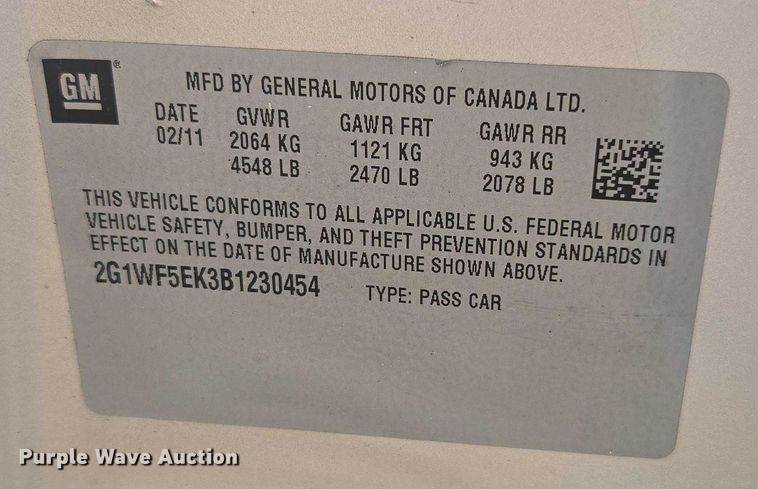 GM®
MFD BY GENERAL MOTORS OF CANADA LTD.
DATE GVWR GAWR FRT GAWR RR
02/11 2064 KG 1121 KG 943 KG
4548 LB 2470 LB 2078 LB
THIS VEHICLE CONFORMS TO ALL APPLICABLE U.S. FEDERAL MOTOR
VEHICLE SAFETY, BUMPER, AND THEFT PREVENTION STANDARDS IN
EFFECT ON THE DATE OF MANUFACTURE SHOWN ABOVE.
2G1WF5EK3B1230454 TYPE: PASS CAR
Purple Wave Auction